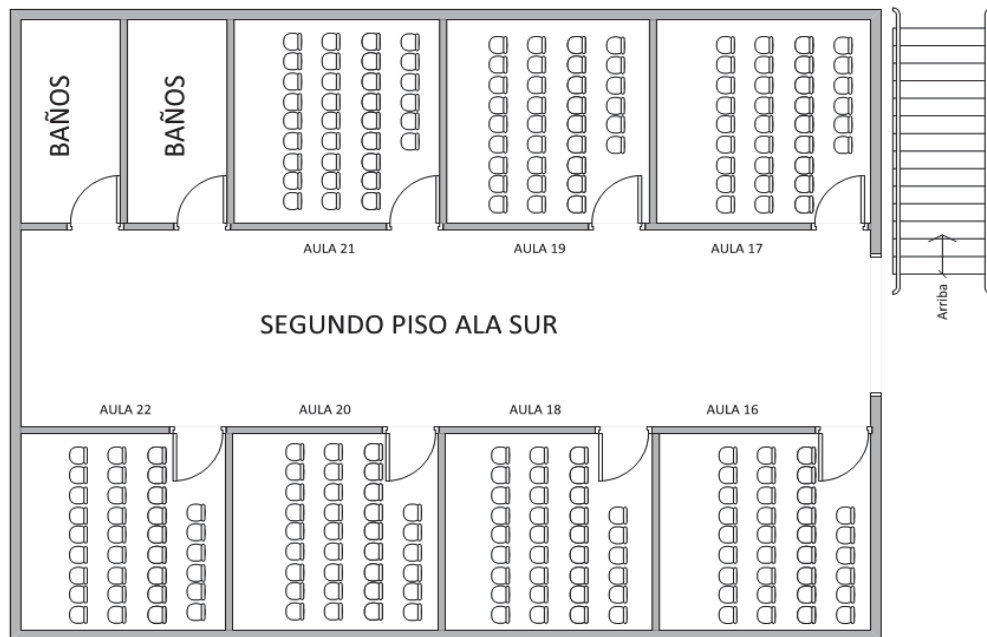 BAÑOS
BAÑOS
AULA 21
AULA 19
AULA 17
Arriba
SEGUNDO PISO ALA SUR
AULA 22
AULA 20
AULA 18
AULA 16